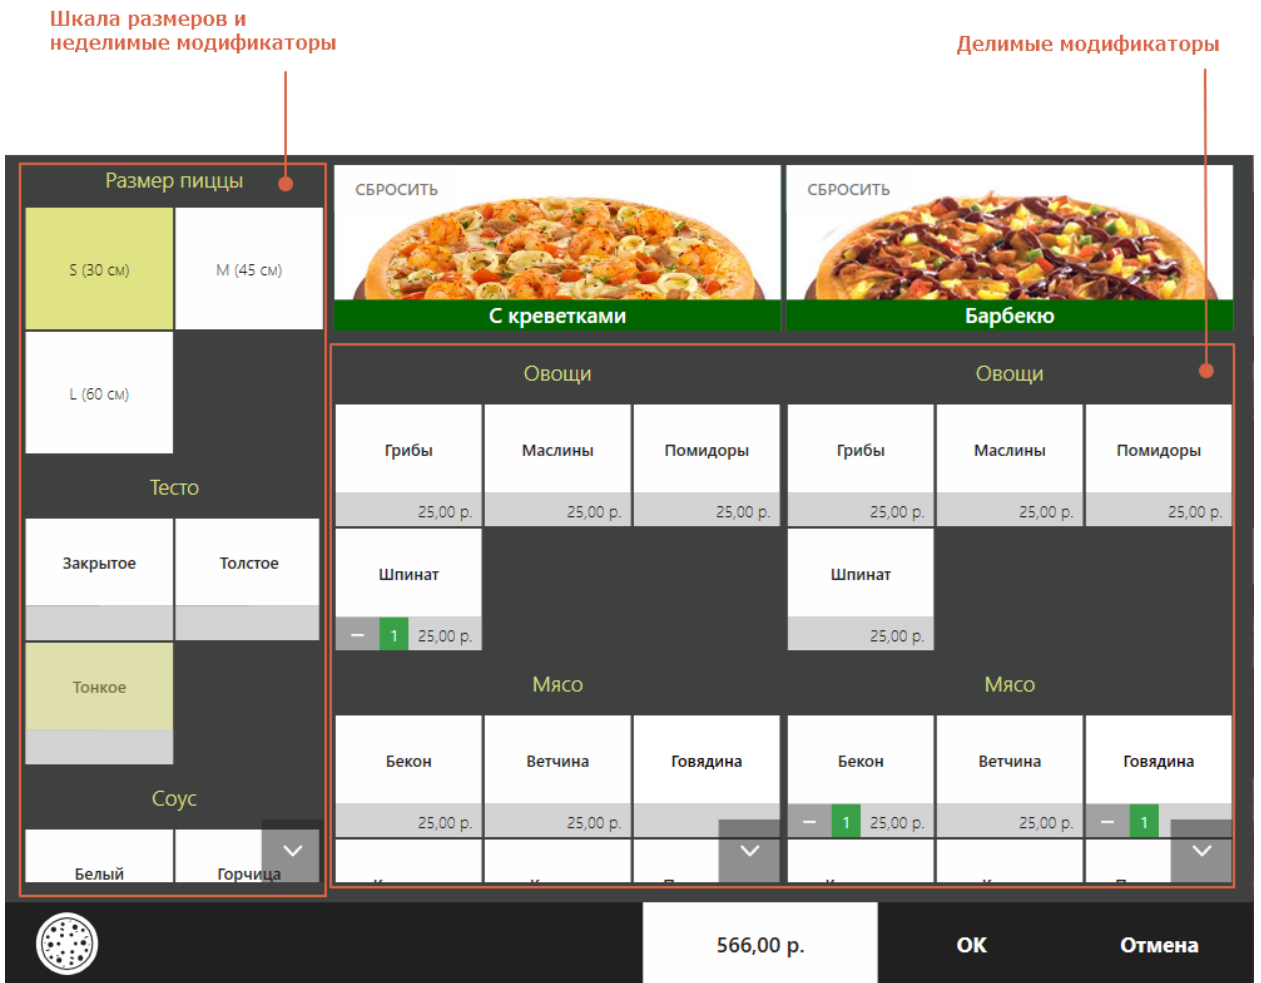 Шкала размеров и
неделимые модификаторы
Делимые модификаторы
Размер пиццы
S (30 см)
M (45 см)
L (60 см)
Тесто
Закрытое
Толстое
Тонкое
Соус
Белый
Горчица
СБРОСИТЬ
С креветками
СБРОСИТЬ
Барбекю
Овощи
Грибы
Маслины
Помидоры
25,00 р.
25,00 р.
25,00 р.
Шпинат
– 1 25,00 р.
Мясо
Бекон
Ветчина
Говядина
25,00 р.
25,00 р.
Овощи
Грибы
Маслины
Помидоры
25,00 р.
25,00 р.
25,00 р.
Шпинат
25,00 р.
Мясо
Бекон
Ветчина
Говядина
– 1 25,00 р.
25,00 р.
– 1
566,00 р.
ОК
Отмена